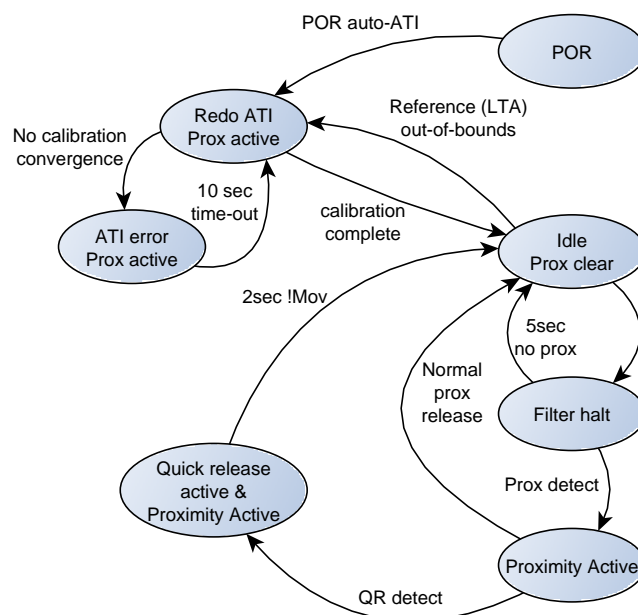 POR auto-ATI
POR
Redo ATI
Prox active
Reference (LTA)
out-of-bounds
No calibration
convergence
10 sec
time-out
calibration
complete
ATI error
Prox active
Idle
Prox clear
2sec !Mov
5sec
no prox
Normal
prox
release
Filter halt
Quick release
active &
Proximity Active
Prox detect
Proximity Active
QR detect